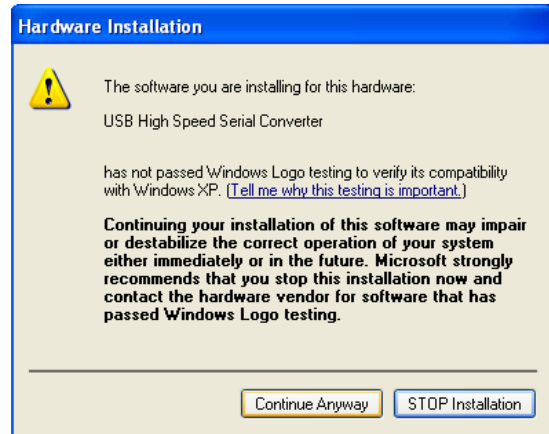 Hardware Installation
The software you are installing for this hardware:
USB High Speed Serial Converter
has not passed Windows Logo testing to verify its compatibility
with Windows XP. (Tell me why this testing is important.)
Continuing your installation of this software may impair
or destabilize the correct operation of your system
either immediately or in the future. Microsoft strongly
recommends that you stop this installation now and
contact the hardware vendor for software that has
passed Windows Logo testing.
Continue Anyway STOP Installation